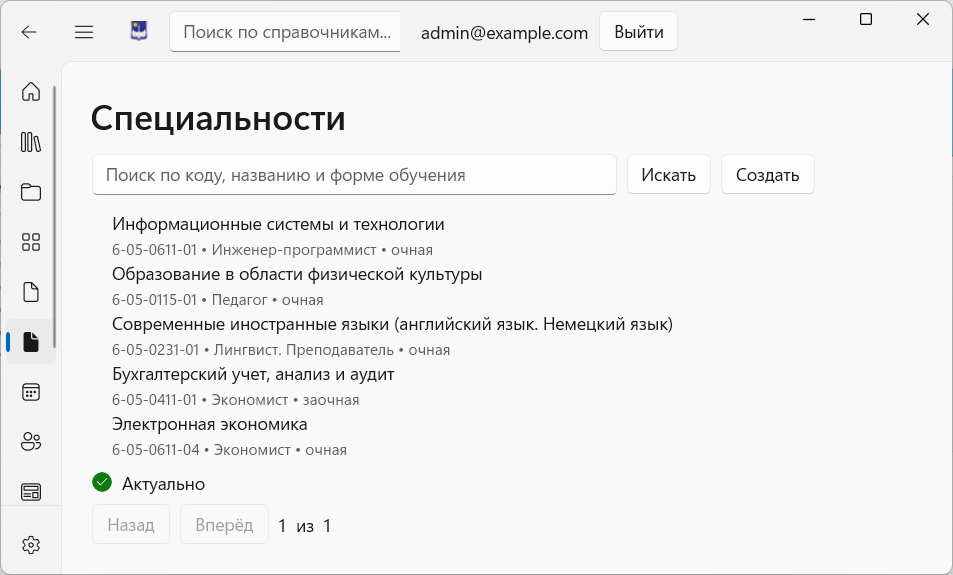 Поиск по справочникам...
admin@example.com
Выйти
Специальности
Поиск по коду, названию и форме обучения
Искать
Создать
Информационные системы и технологии
6-05-0611-01 • Инженер-программист • очная
Образование в области физической культуры
6-05-0115-01 • Педагог • очная
Современные иностранные языки (английский язык. Немецкий язык)
6-05-0231-01 • Лингвист. Преподаватель • очная
Бухгалтерский учет, анализ и аудит
6-05-0411-01 • Экономист • заочная
Электронная экономика
6-05-0611-04 • Экономист • очная
Актуально
Назад
Вперёд
1 из 1